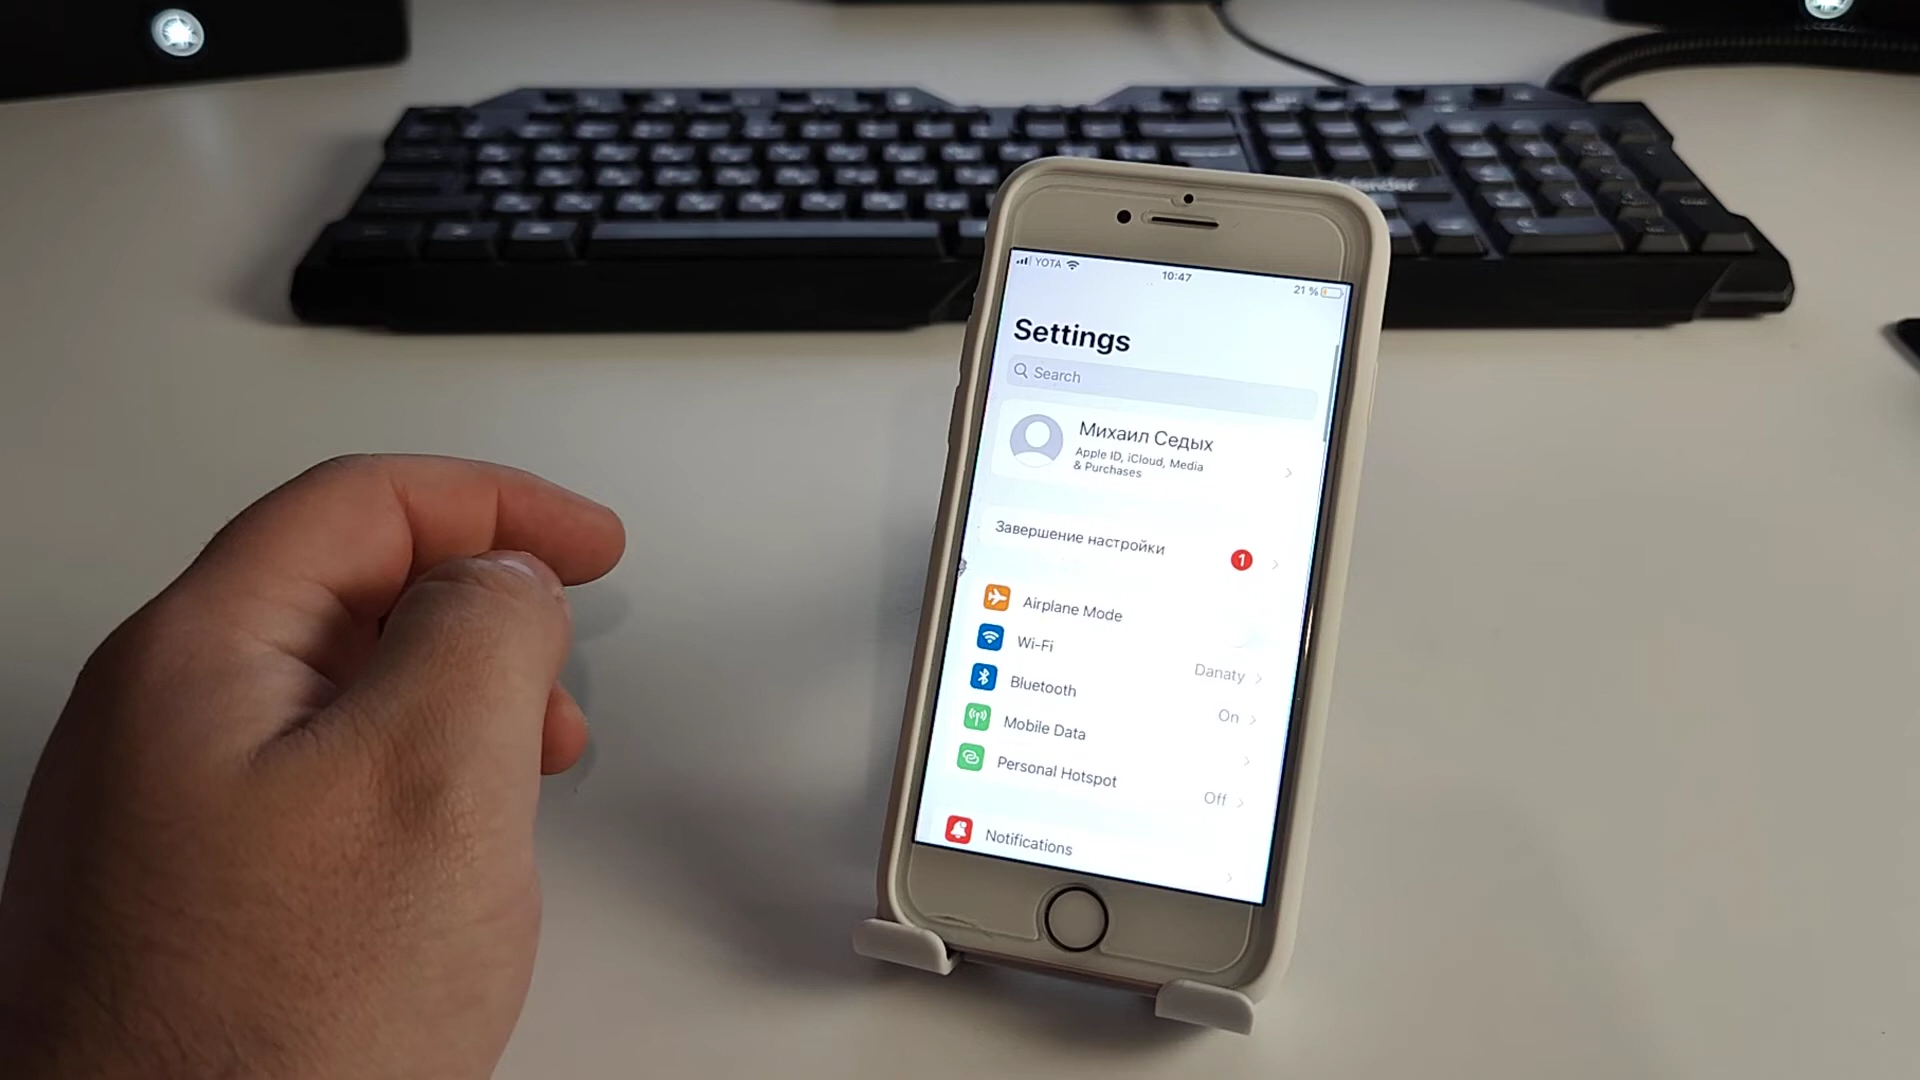 YOTA
10:47
21 %
Settings
Search
Михаил Седых
Apple ID, iCloud, Media
& Purchases
Завершение настройки
1
Airplane Mode
Wi-Fi
Danaty
Bluetooth
On
Mobile Data
Personal Hotspot
Off
Notifications